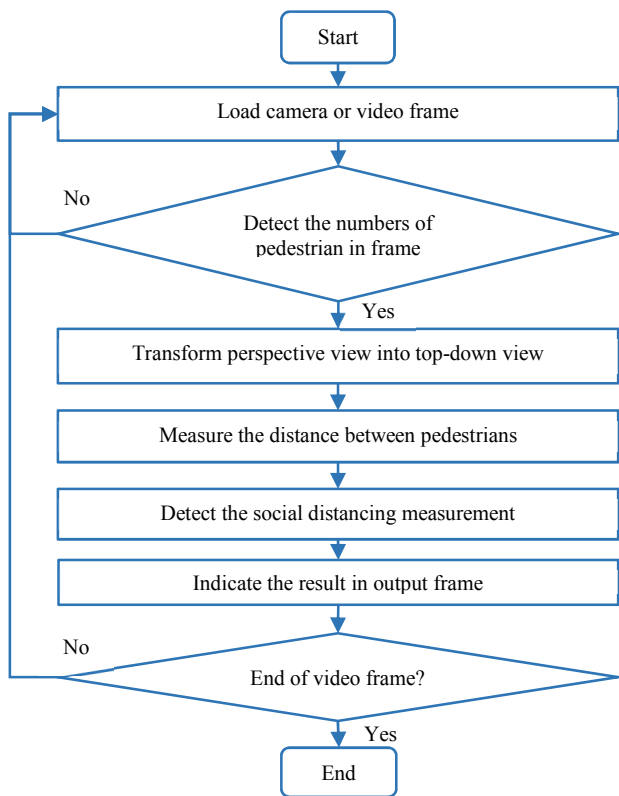 Start
Load camera or video frame
No
Detect the numbers of
pedestrian in frame
Yes
Transform perspective view into top-down view
Measure the distance between pedestrians
Detect the social distancing measurement
Indicate the result in output frame
No
End of video frame?
Yes
End